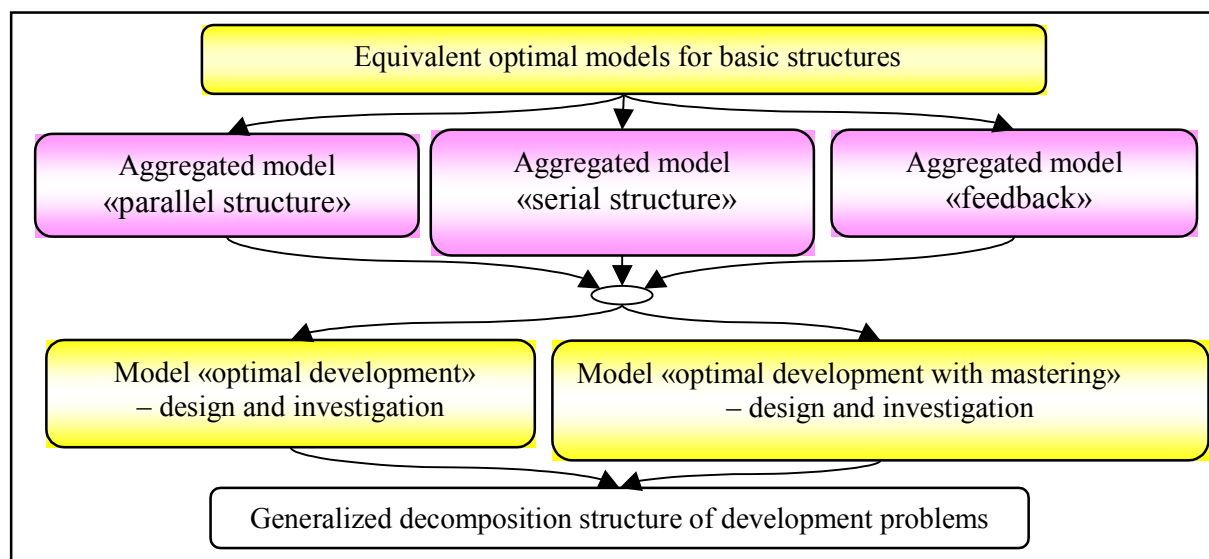 Equivalent optimal models for basic structures
Aggregated model
«parallel structure»
Aggregated model
«serial structure»
Aggregated model
«feedback»
Model «optimal development»
– design and investigation
Model «optimal development with mastering»
– design and investigation
Generalized decomposition structure of development problems